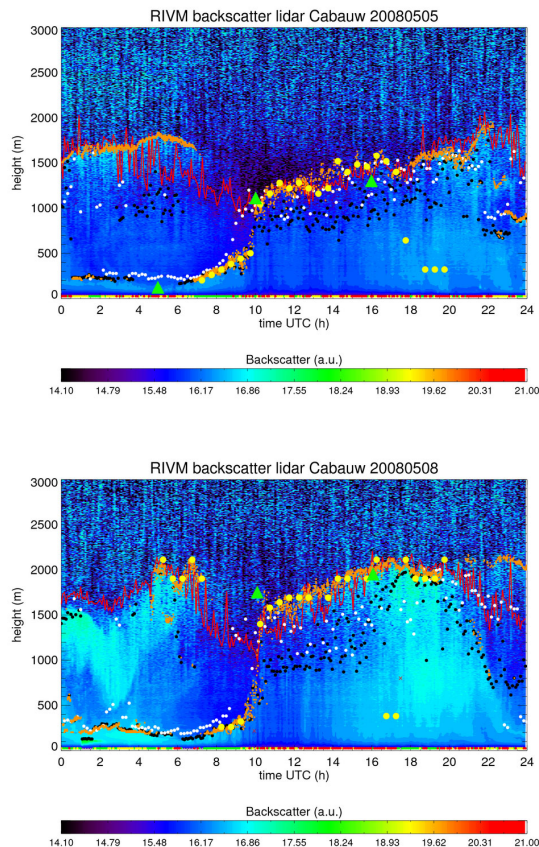 RIVM backscatter lidar Cabauw 20080505
3000
2500
2000
1500
1000
500
0
height (m)
0 2 4 6 8 10 12 14 16 18 20 22 24
time UTC (h)
Backscatter (a.u.)
14.10 14.79 15.48 16.17 16.86 17.55 18.24 18.93 19.62 20.31 21.00
RIVM backscatter lidar Cabauw 20080508
3000
2500
2000
1500
1000
500
0
height (m)
0 2 4 6 8 10 12 14 16 18 20 22 24
time UTC (h)
Backscatter (a.u.)
14.10 14.79 15.48 16.17 16.86 17.55 18.24 18.93 19.62 20.31 21.00